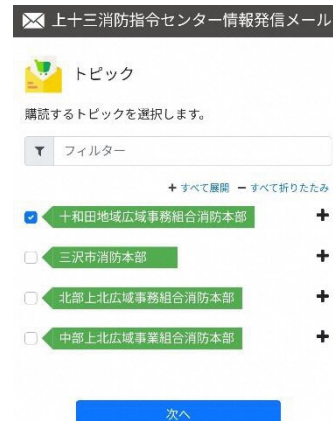 上十三消防指令センター情報発信メール
トピック
購読するトピックを選択します。
フィルター
+ すべて展開 − すべて折りたたみ
十和田地域広域事務組合消防本部
三沢市消防本部
北部上北広域事務組合消防本部
中部上北広域事業組合消防本部
次へ